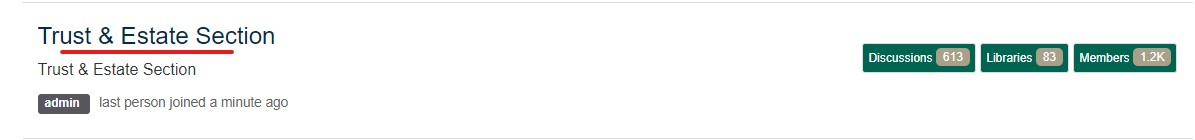 Trust & Estate Section
Trust & Estate Section
Discussions 613 Libraries 83 Members 1.2K
admin last person joined a minute ago